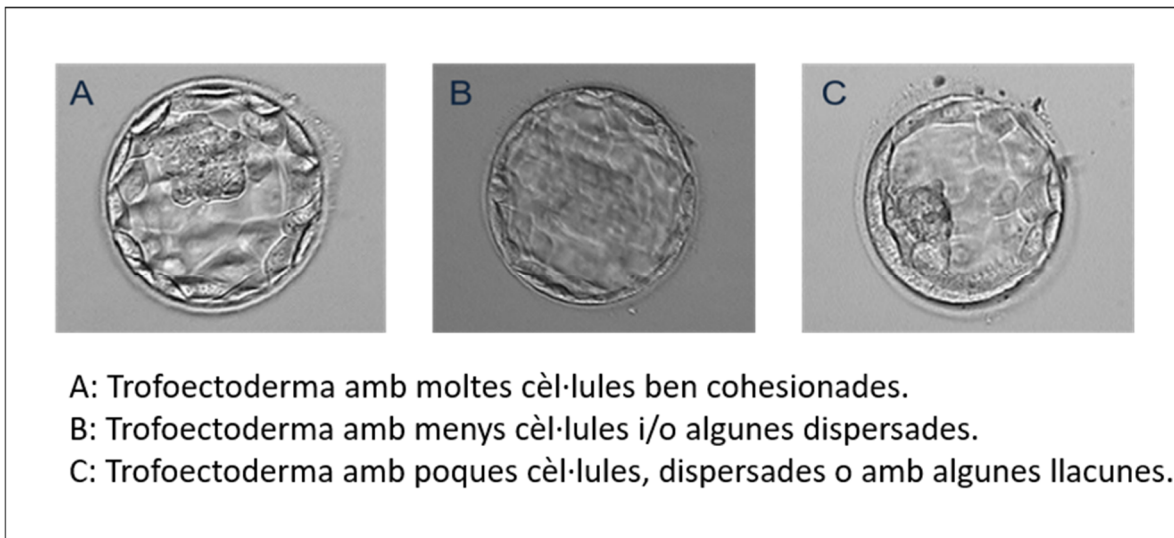 A
B
C
A: Trofoectoderma amb moltes cèl·lules ben cohesionades.
B: Trofoectoderma amb menys cèl·lules i/o algunes dispersades.
C: Trofoectoderma amb poques cèl·lules, dispersades o amb algunes llacunes.